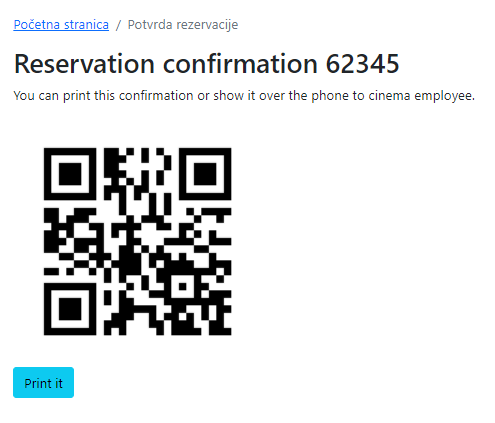 Početna stranica / Potvrda rezervacije
Reservation confirmation 62345
You can print this confirmation or show it over the phone to cinema employee.
Print it